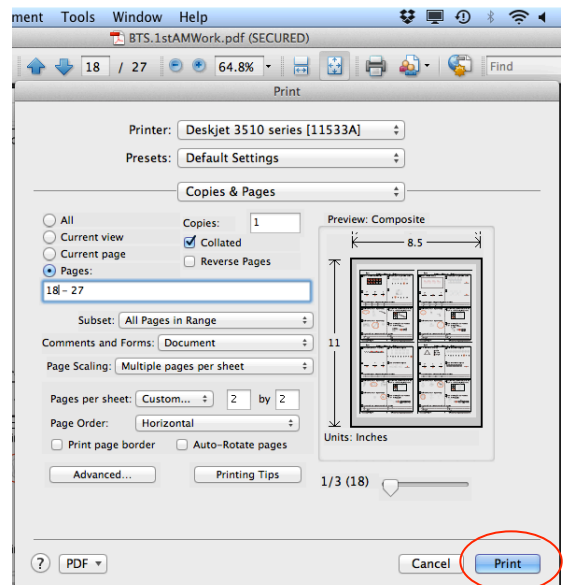 ment Tools Window Help
BTS.1stAMWork.pdf (SECURED)
18 / 27 64.8% Find
Print
Printer: Deskjet 3510 series [11533A]
Presets: Default Settings
Copies & Pages
All Copies: 1 Preview: Composite
Current view Collated
Current page Reverse Pages
Pages:
18 - 27
8.5
11
Subset: All Pages in Range
Comments and Forms: Document
Page Scaling: Multiple pages per sheet
Pages per sheet: Custom... 2 by 2
Page Order: Horizontal
Print page border Auto-Rotate pages
Units: Inches
Advanced... Printing Tips 1/3 (18)
? PDF Cancel Print